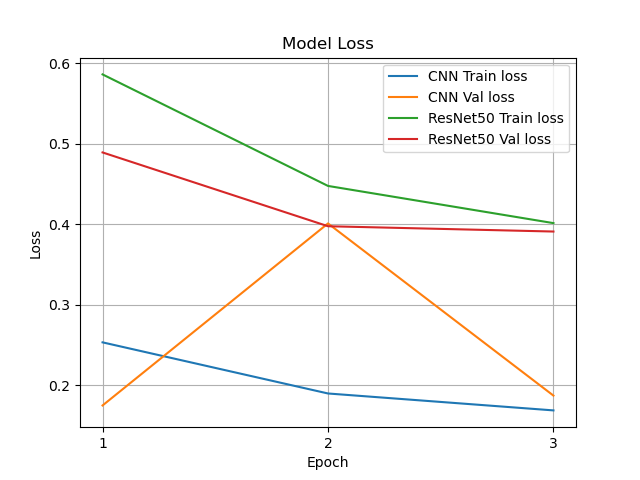 Model Loss
0.6
0.5
0.4
0.3
0.2
Loss
CNN Train loss
CNN Val loss
ResNet50 Train loss
ResNet50 Val loss
1
2
3
Epoch